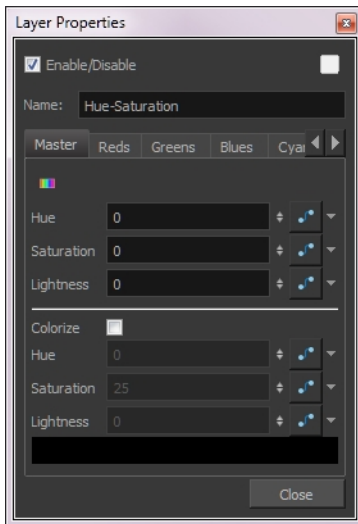 Layer Properties
Enable/Disable
Name: Hue-Saturation
Master Reds Greens Blues Cyar
Hue 0
Saturation 0
Lightness 0
Colorize
Hue 0
Saturation 25
Lightness 0
Close